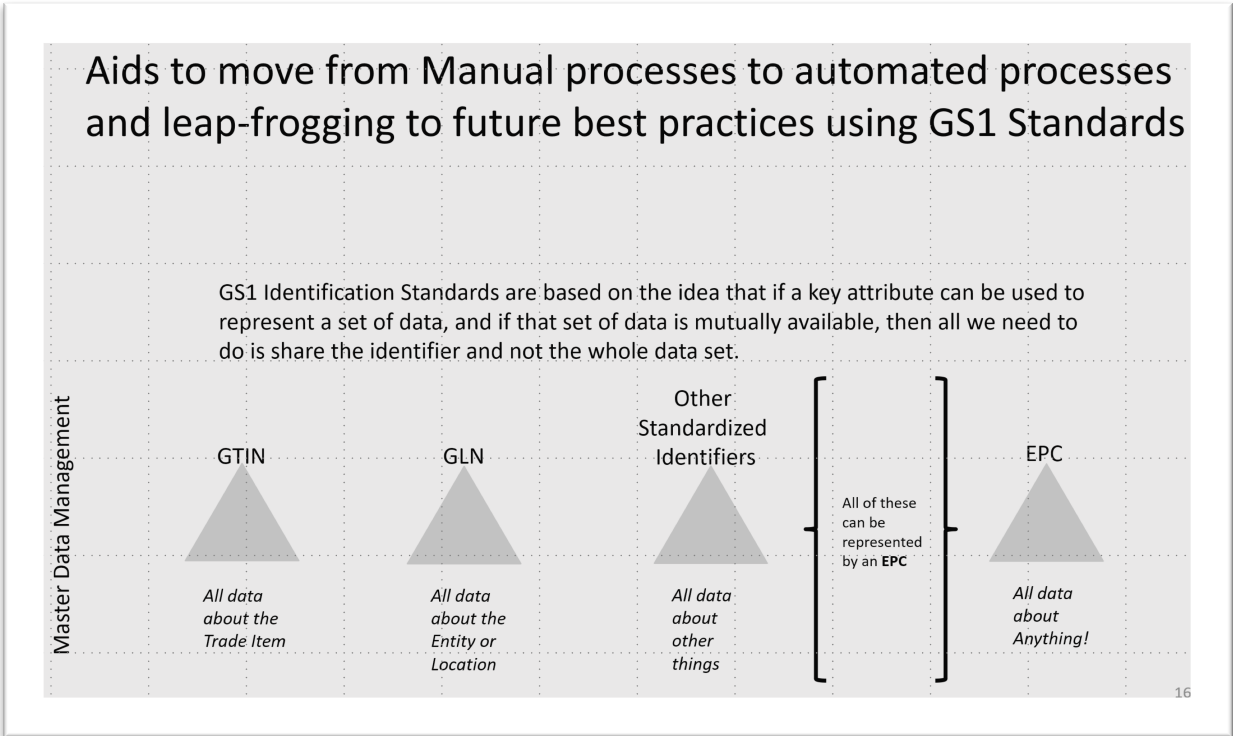 Aids to move from Manual processes to automated processes
and leap-frogging to future best practices using GS1 Standards
GS1 Identification Standards are based on the idea that if a key attribute can be used to
represent a set of data, and if that set of data is mutually available, then all we need to
do is share the identifier and not the whole data set.
Master Data Management
GTIN
All data
about the
Trade Item
GLN
All data
about the
Entity or
Location
Other
Standardized
Identifiers
All data
about
other
things
All of these
can be
represented
by an EPC
EPC
All data
about
Anything!
16